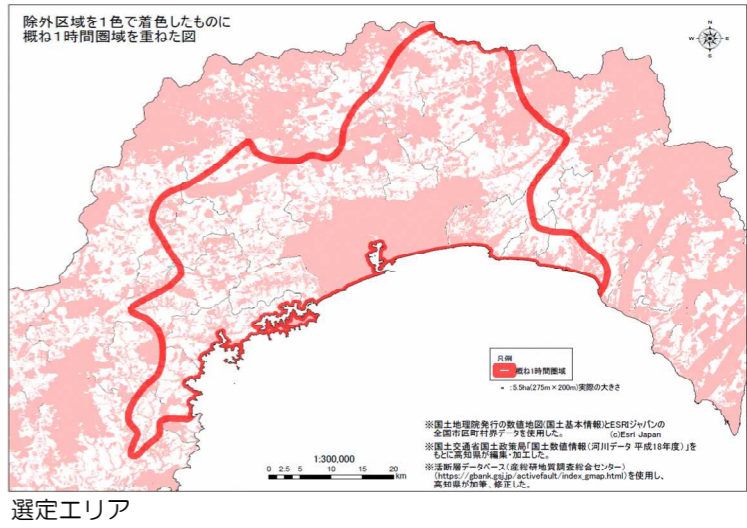 除外区域を1色で着色したものに
概ね1時間圏域を重ねた図
N
W
E
S
凡例
概ね1時間圏域
:5.5ha(275m×200m)実際の大きさ
※国土地理院発行の数値地図(国土基本情報)とESRIジャパンの
全国市区町村界データを使用した。 (c)Esri Japan
※国土交通省国土政策局「国土数値情報(河川データ 平成18年度)」を
もとに高知県が編集・加工した。
※活断層データベース(産総研地質調査総合センター)
(https://gbank.gsj.jp/activefault/index_gmap.html)を使用し、
高知県が加筆、修正した。
1:300,000
0 2.5 5 10 15 20
km
選定エリア